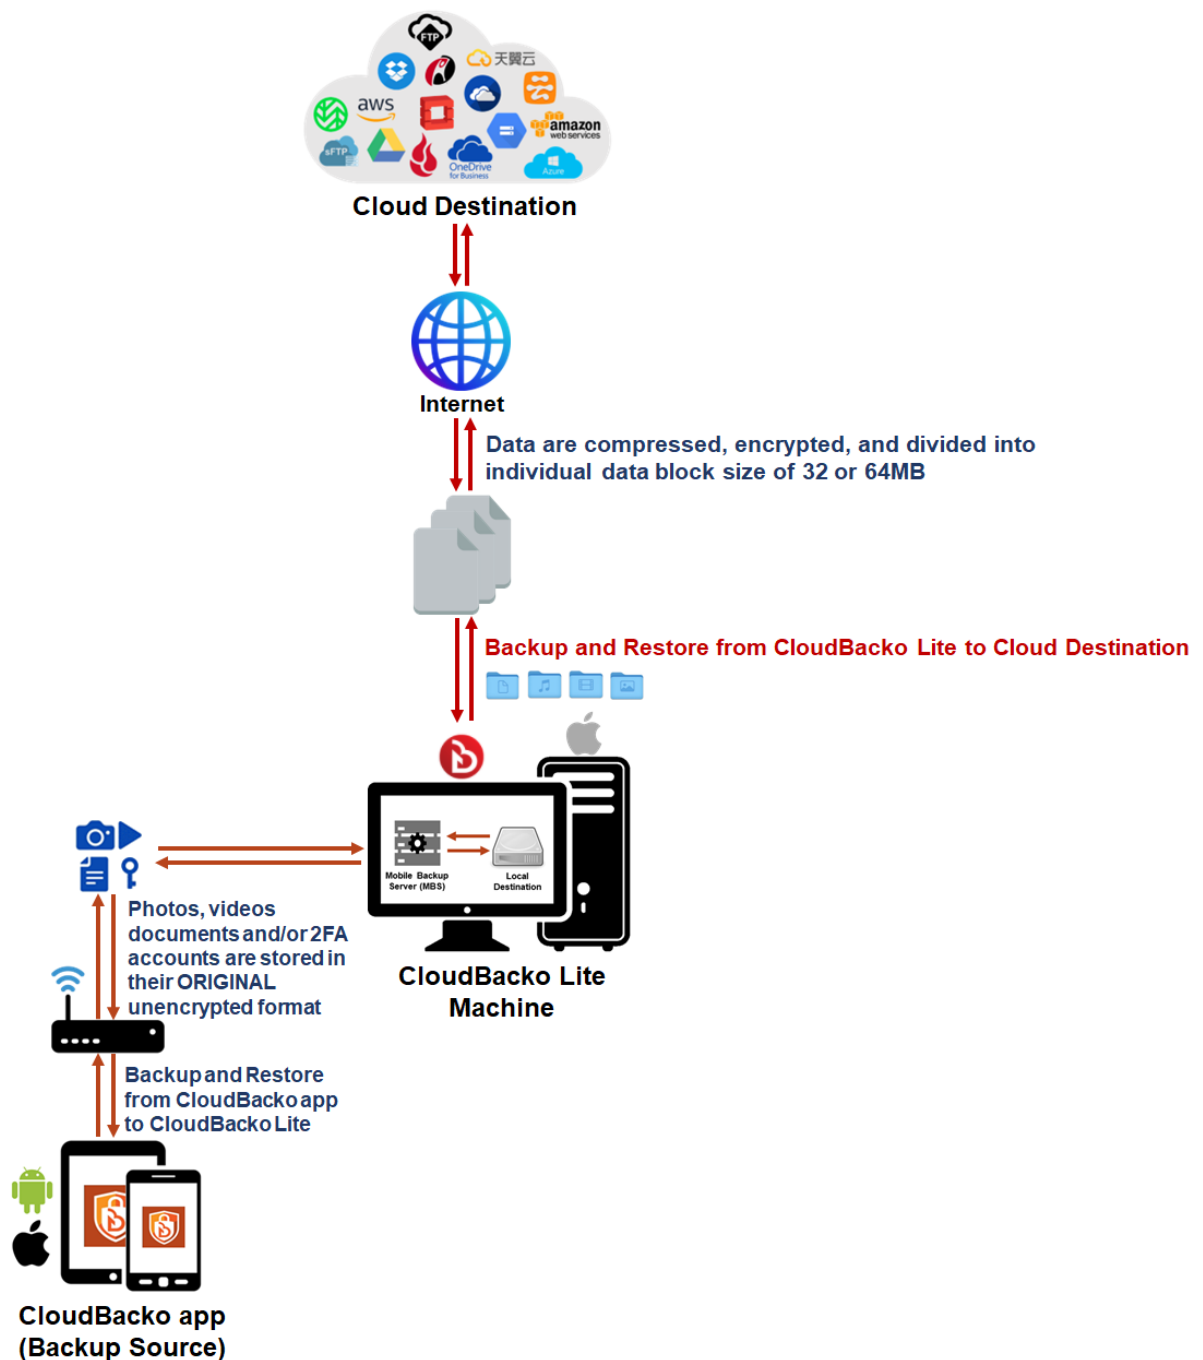 FTP
天翼云
aws
amazon
web services
sFTP
OneDrive
for Business
Azure
Cloud Destination
Internet
Data are compressed, encrypted, and divided into
individual data block size of 32 or 64MB
Backup and Restore from CloudBacko Lite to Cloud Destination
Mobile Backup
Server (MBS)
Local
Destination
CloudBacko Lite
Machine
Photos, videos
documents and/or 2FA
accounts are stored in
their ORIGINAL
unencrypted format
Backup and Restore
from CloudBacko app
to CloudBacko Lite
CloudBacko app
(Backup Source)